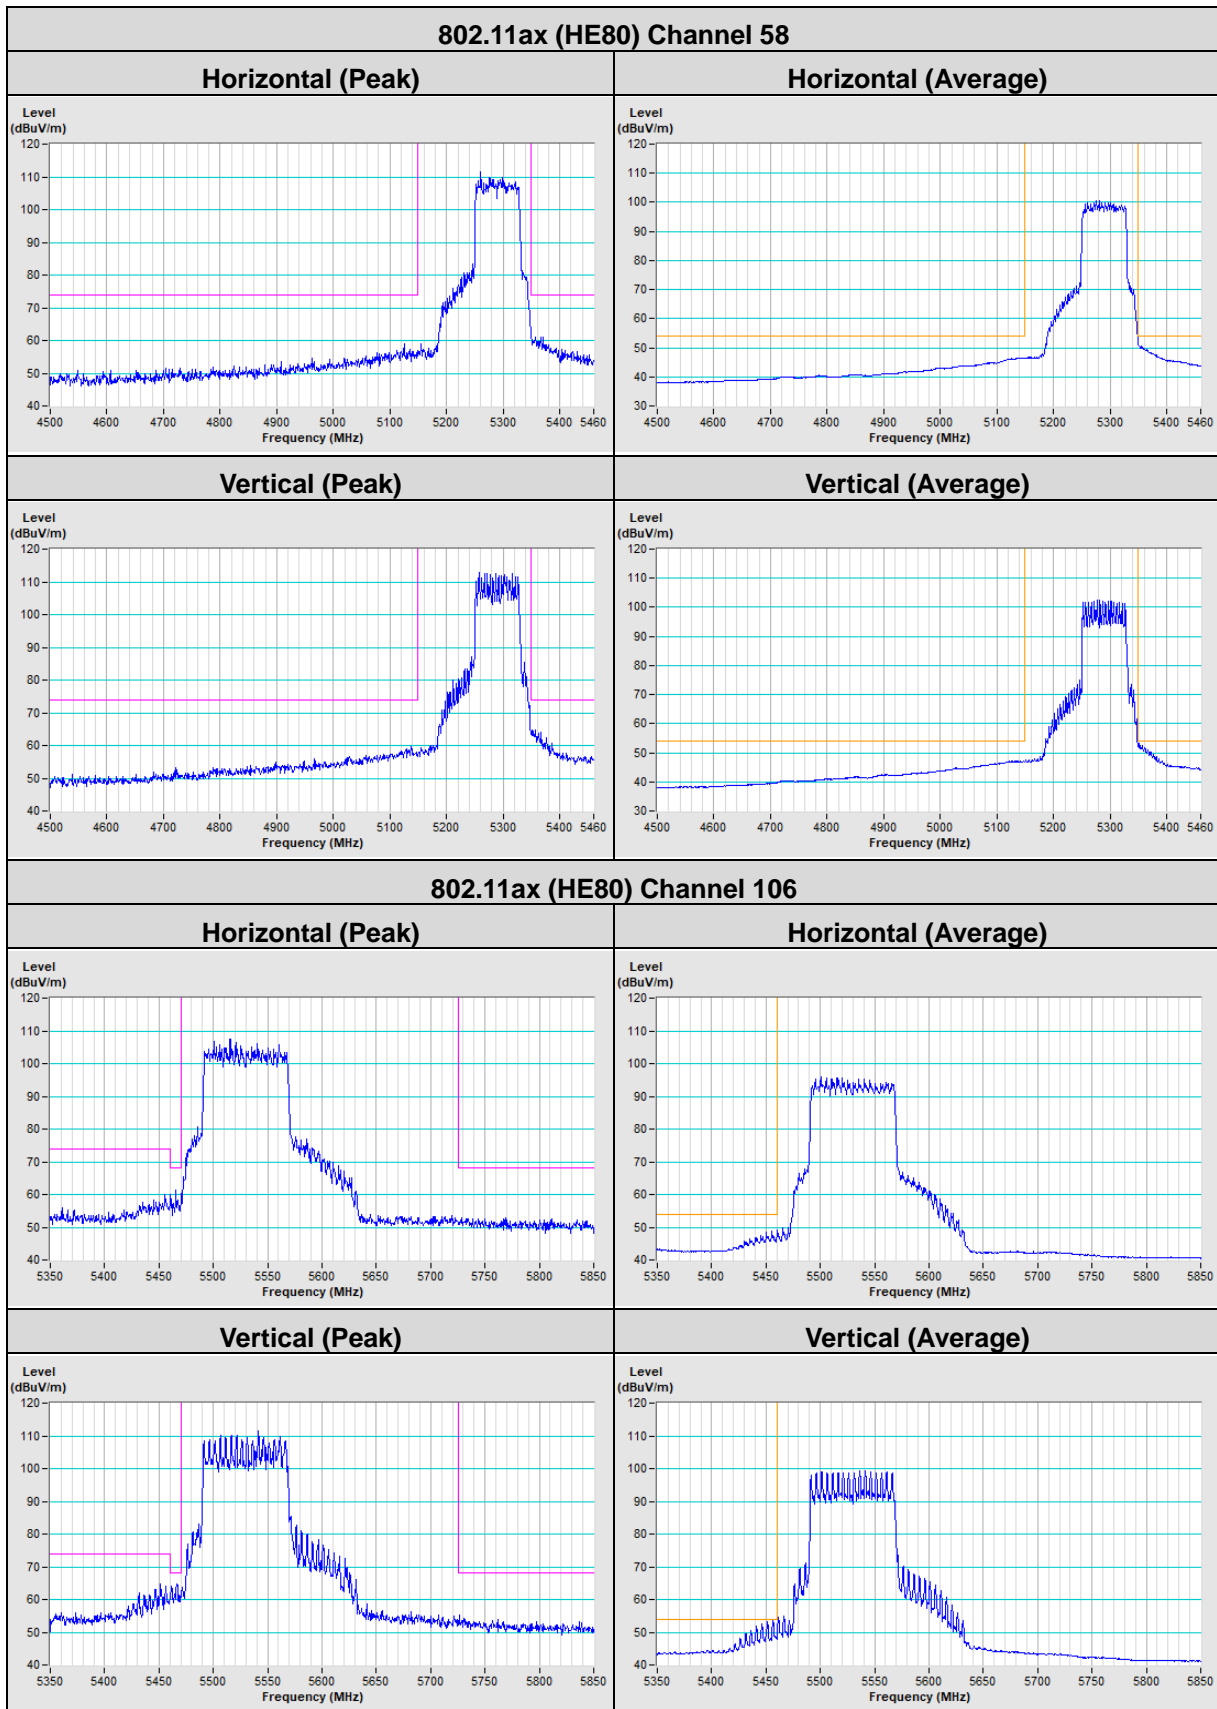 802.11ax (HE80) Channel 58
Horizontal (Peak) Horizontal (Average)
Level
(dBuV/m)
120
110
100
90
80
70
60
50
40
4500 4600 4700 4800 4900 5000 5100 5200 5300 5400 5460
Frequency (MHz)
Level
(dBuV/m)
120
110
100
90
80
70
60
50
40
30
4500 4600 4700 4800 4900 5000 5100 5200 5300 5400 5460
Frequency (MHz)
Vertical (Peak) Vertical (Average)
Level
(dBuV/m)
120
110
100
90
80
70
60
50
40
4500 4600 4700 4800 4900 5000 5100 5200 5300 5400 5460
Frequency (MHz)
Level
(dBuV/m)
120
110
100
90
80
70
60
50
40
30
4500 4600 4700 4800 4900 5000 5100 5200 5300 5400 5460
Frequency (MHz)
802.11ax (HE80) Channel 106
Horizontal (Peak) Horizontal (Average)
Level
(dBuV/m)
120
110
100
90
80
70
60
50
40
5350 5400 5450 5500 5550 5600 5650 5700 5750 5800 5850
Frequency (MHz)
Level
(dBuV/m)
120
110
100
90
80
70
60
50
40
5350 5400 5450 5500 5550 5600 5650 5700 5750 5800 5850
Frequency (MHz)
Vertical (Peak) Vertical (Average)
Level
(dBuV/m)
120
110
100
90
80
70
60
50
40
5350 5400 5450 5500 5550 5600 5650 5700 5750 5800 5850
Frequency (MHz)
Level
(dBuV/m)
120
110
100
90
80
70
60
50
40
5350 5400 5450 5500 5550 5600 5650 5700 5750 5800 5850
Frequency (MHz)